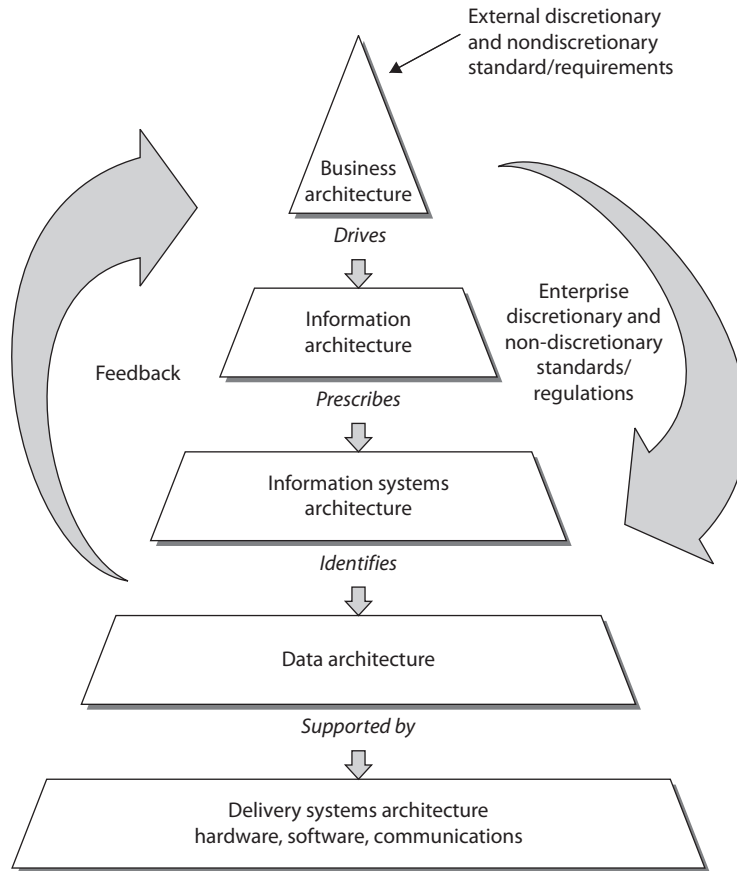 External discretionary
and nondiscretionary
standard/requirements
Business
architecture
Drives
Information
architecture
Enterprise
discretionary and
non-discretionary
standards/
regulations
Feedback
Prescribes
Information systems
architecture
Identifies
Data architecture
Supported by
Delivery systems architecture
hardware, software, communications